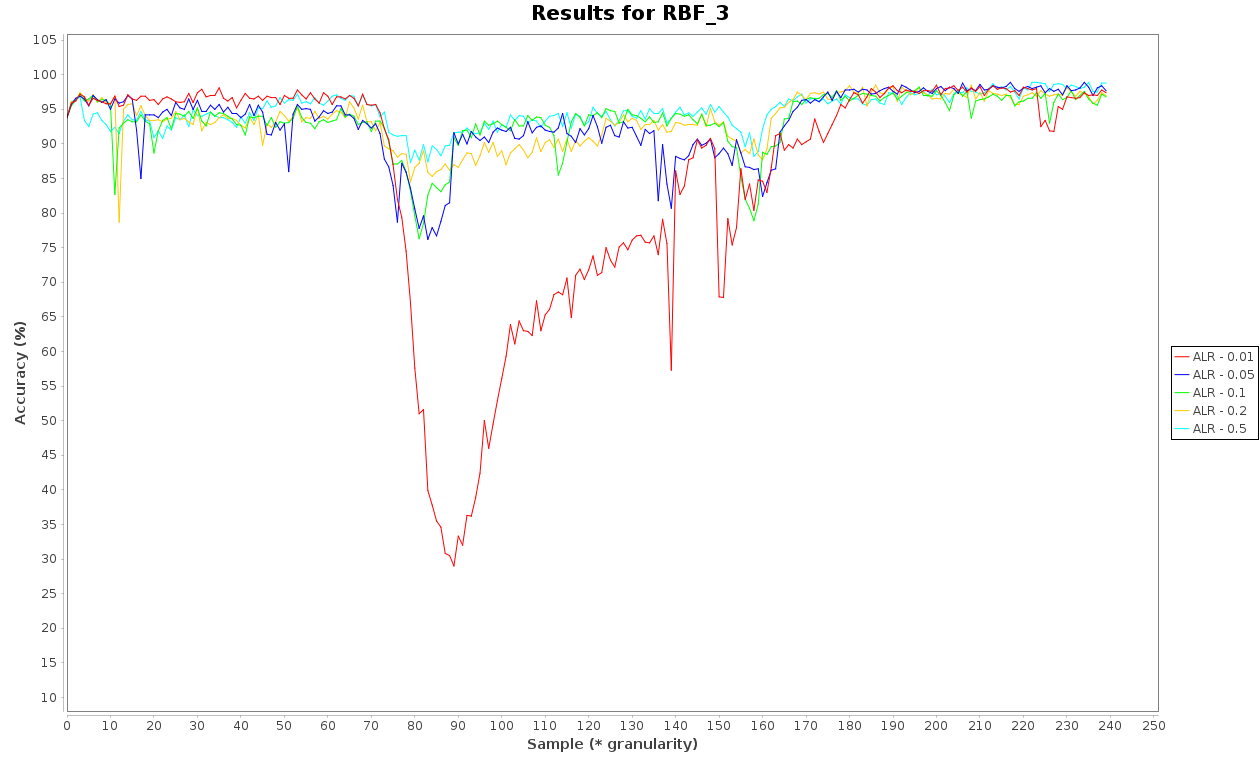 Results for RBF_3
105
100
95
90
85
80
75
70
65
60
55
50
45
40
35
30
25
20
15
10
Accuracy (%)
0 10 20 30 40 50 60 70 80 90 100 110 120 130 140 150 160 170 180 190 200 210 220 230 240 250
Sample (* granularity)
ALR - 0.01
ALR - 0.05
ALR - 0.1
ALR - 0.2
ALR - 0.5